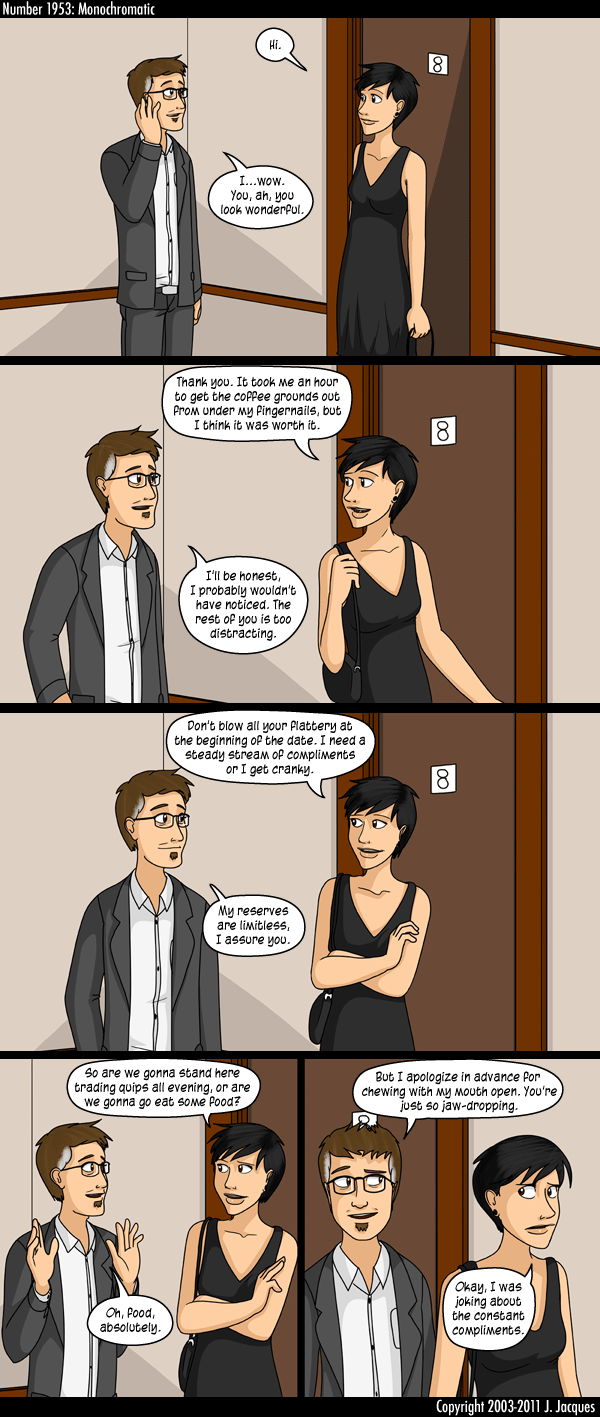 Number 1953: Monochromatic
Hi.
8
I...wow.
You, ah, you
look wonderful.
Thank you. It took me an hour
to get the coffee grounds out
from under my fingernails, but
I think it was worth it.
8
I'll be honest,
I probably wouldn't
have noticed. The
rest of you is too
distracting.
Don't blow all your flattery at
the beginning of the date. I need a
steady stream of compliments
or I get cranky.
8
My reserves
are limitless,
I assure you.
So are we gonna stand here
trading quips all evening, or are
we gonna go eat some food?
Oh, food,
absolutely.
But I apologize in advance for
chewing with my mouth open. You're
just so jaw-dropping.
8
Okay, I was
joking about
the constant
compliments.
Copyright 2003-2011 J. Jacques